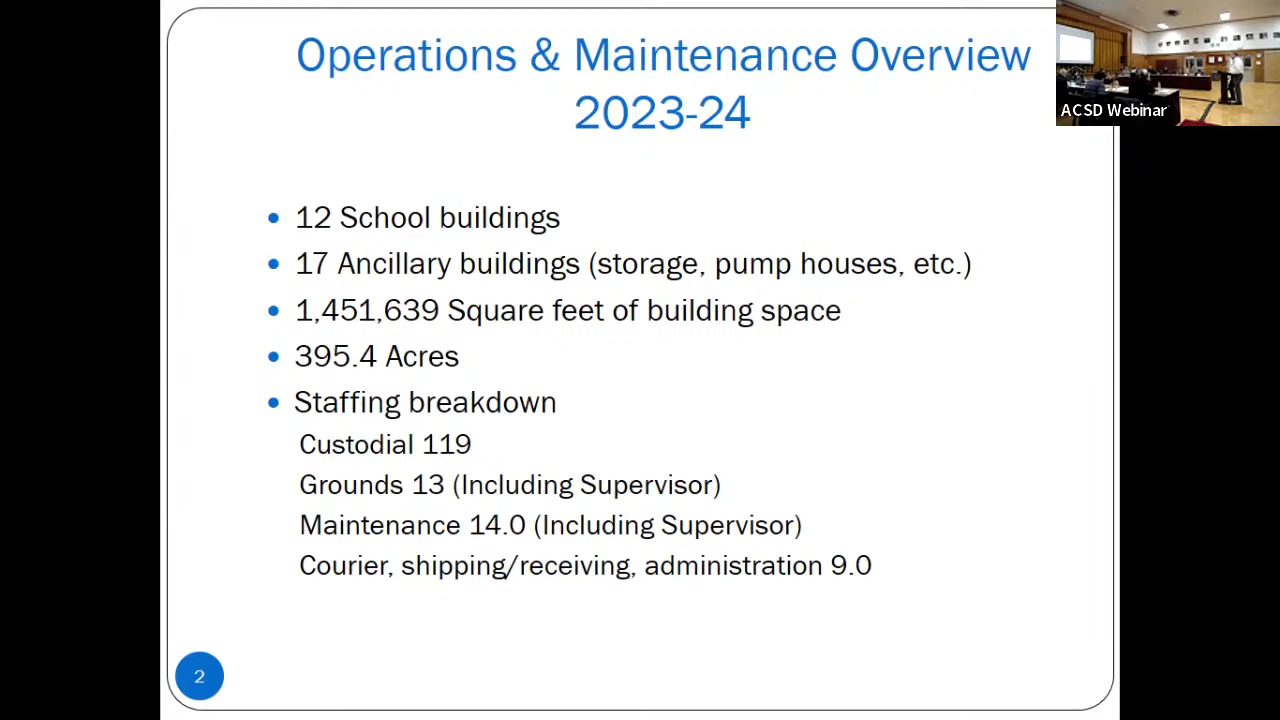 Operations & Maintenance Overview
2023-24
ACSD Webinar
12 School buildings
17 Ancillary buildings (storage, pump houses, etc.)
1,451,639 Square feet of building space
395.4 Acres
Staffing breakdown
Custodial 119
Grounds 13 (Including Supervisor)
Maintenance 14.0 (Including Supervisor)
Courier, shipping/receiving, administration 9.0
2